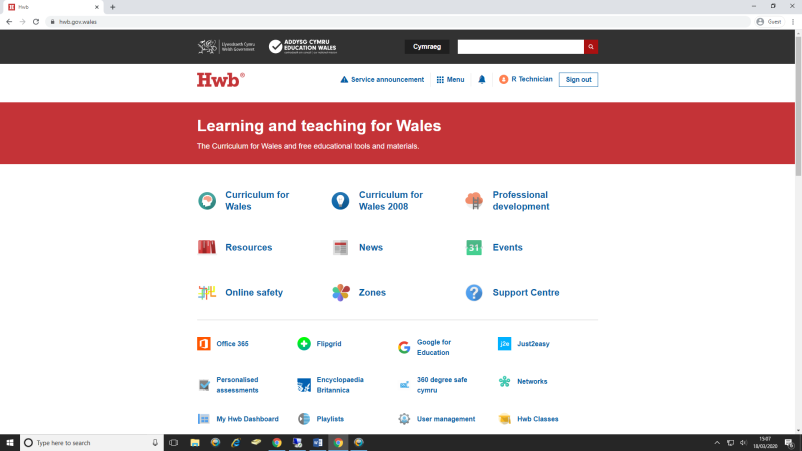 Hwb
hwb.gov.wales
Guest
Llywodraeth Cymru
Welsh Government
ADDYSG CYMRU
EDUCATION WALES
Cymraeg
Hwb®
Service announcement
Menu
R Technician
Sign out
Learning and teaching for Wales
The Curriculum for Wales and free educational tools and materials.
Curriculum for
Wales
Curriculum for
Wales 2008
Professional
development
Resources
News
31
Events
Online safety
Zones
Support Centre
Office 365
Flipgrid
Google for
Education
j2e
Just2easy
Personalised
assessments
Encyclopaedia
Britannica
360 degree safe
cymru
Networks
My Hwb Dashboard
Playlists
User management
Hwb Classes
Type here to search
15:07
18/03/2020